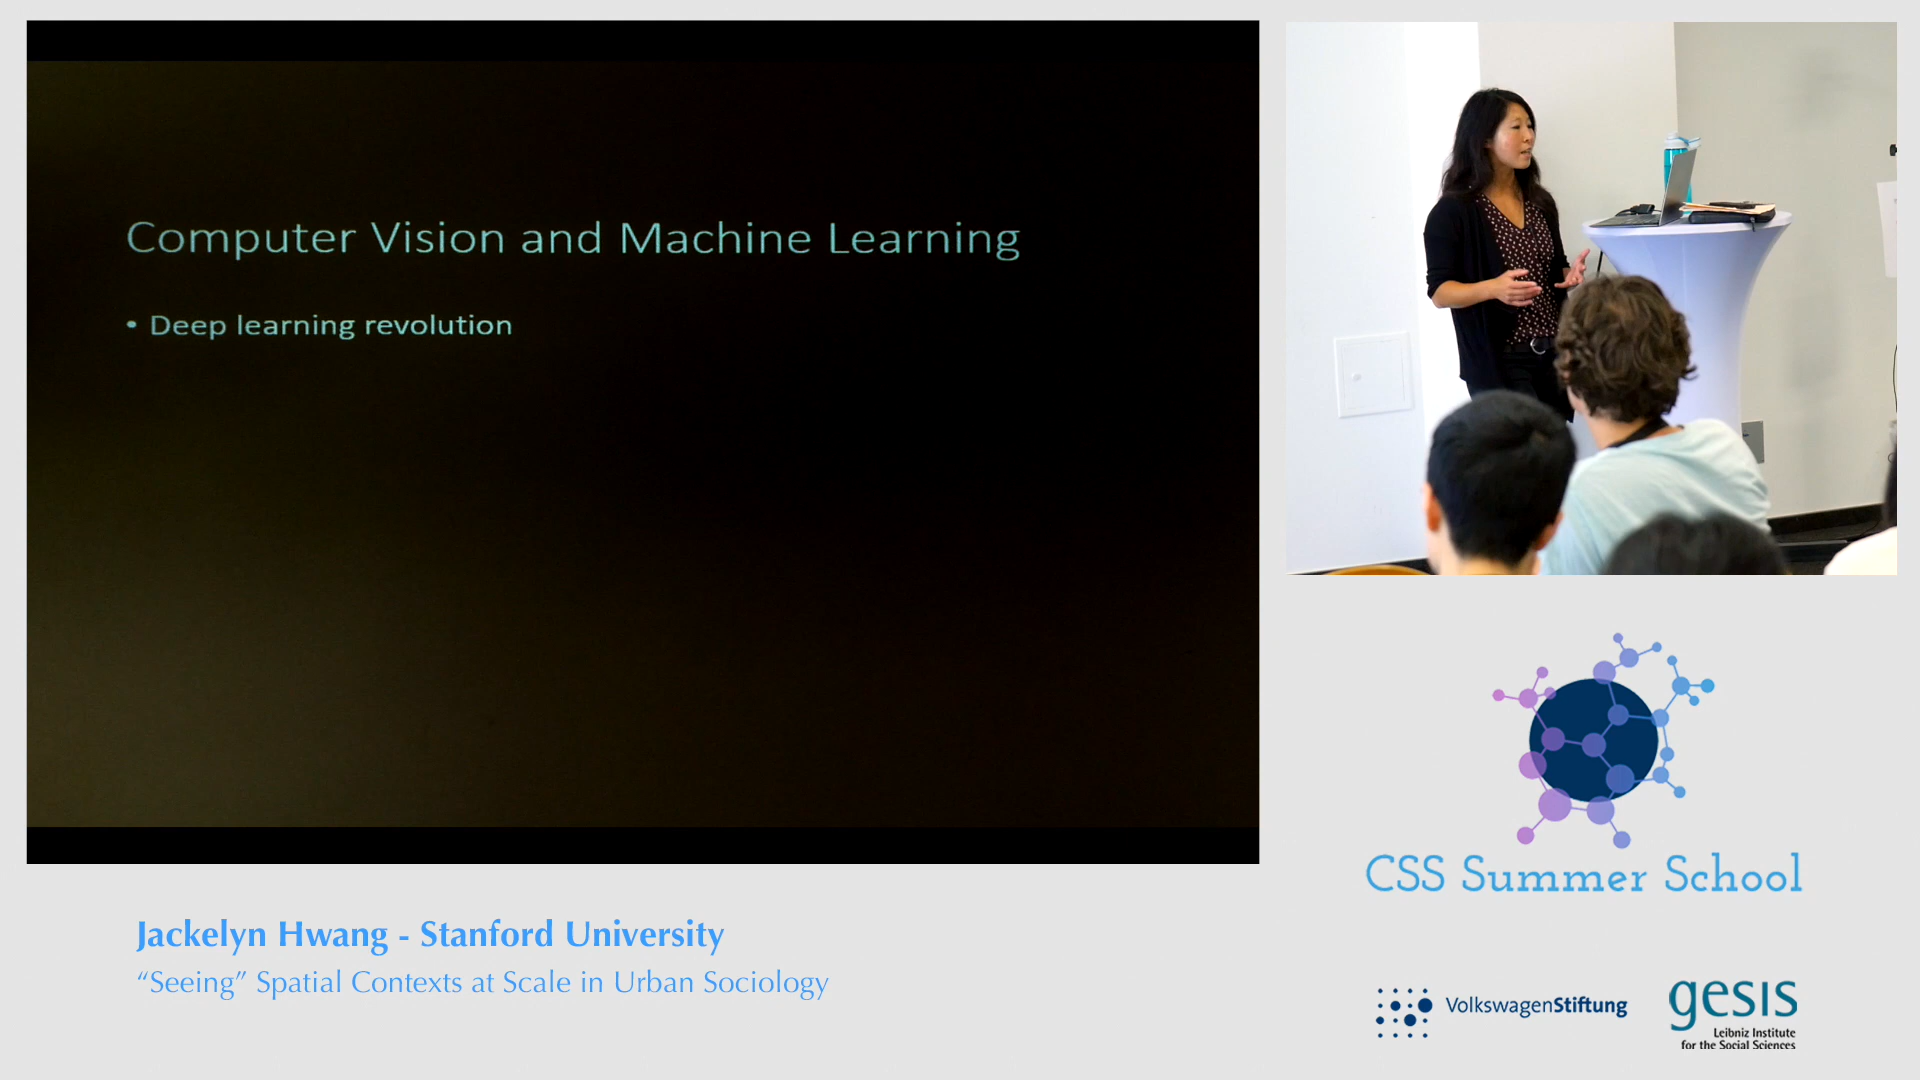 Computer Vision and Machine Learning
• Deep learning revolution
Jackelyn Hwang - Stanford University
“Seeing” Spatial Contexts at Scale in Urban Sociology
CSS Summer School
VolkswagenStiftung
gesis
Leibniz Institute
for the Social Sciences